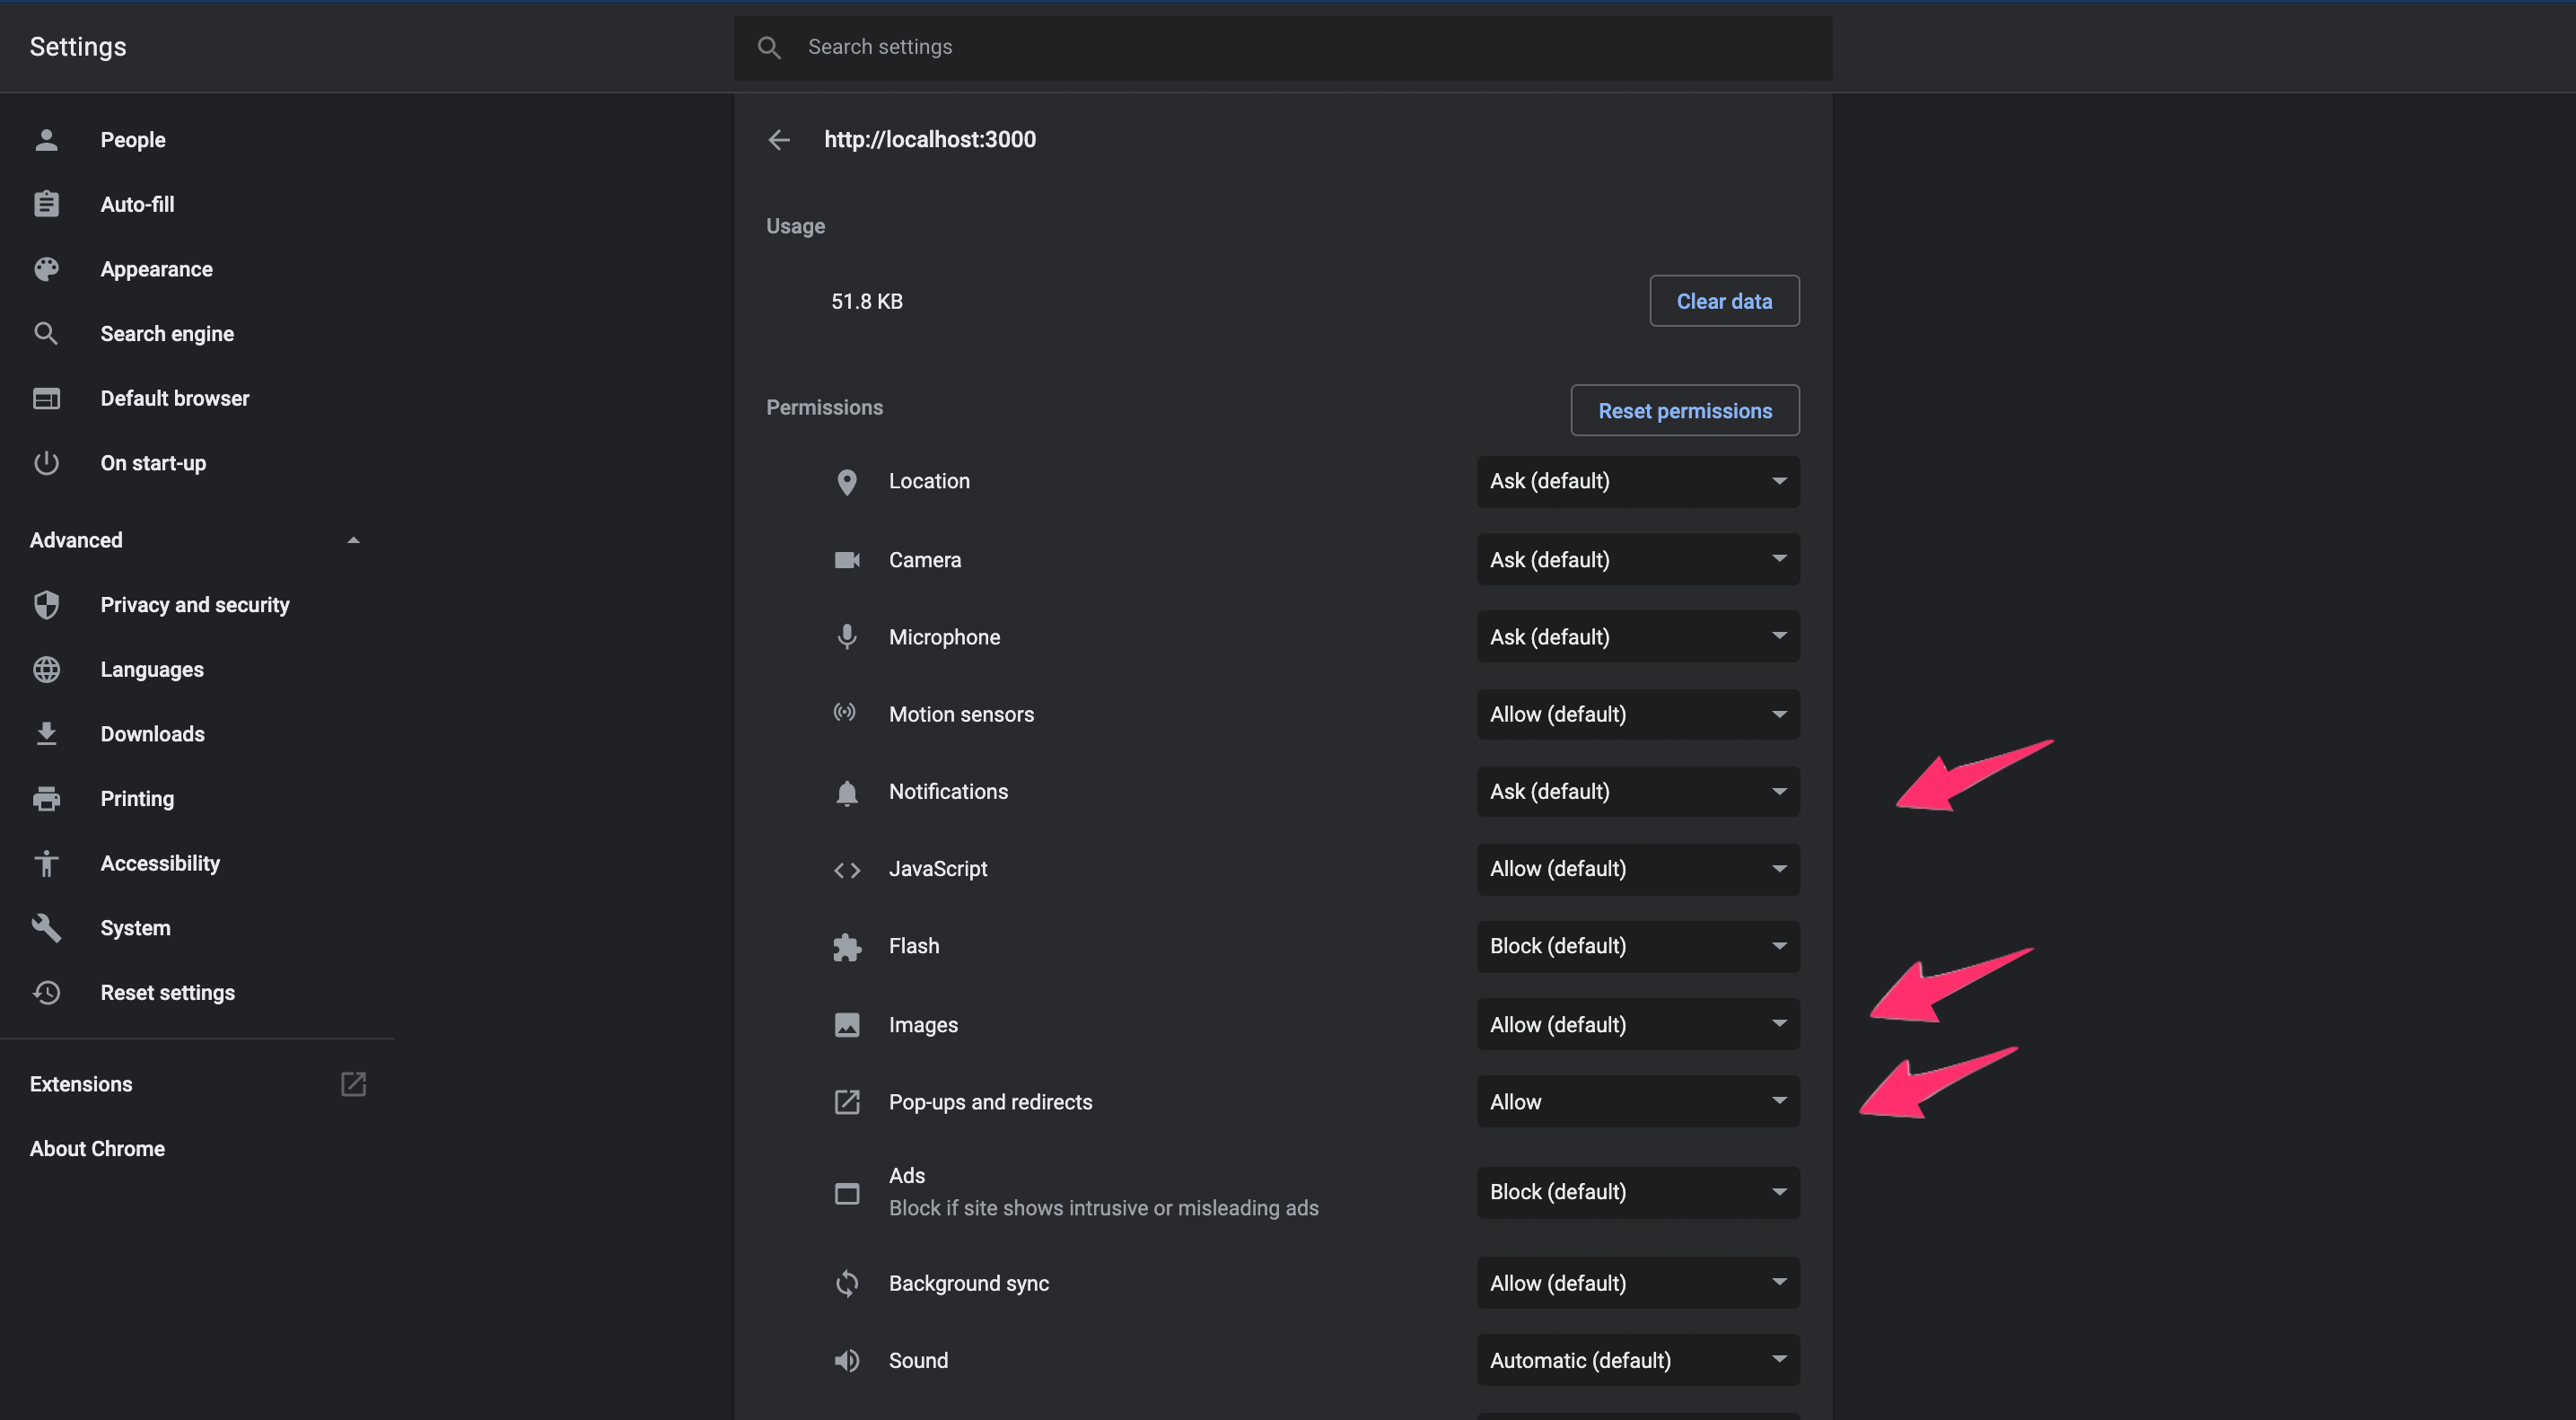 Settings
Search settings
People
Auto-fill
Appearance
Search engine
Default browser
On start-up
Advanced
Privacy and security
Languages
Downloads
Printing
Accessibility
System
Reset settings
Extensions
About Chrome
http://localhost:3000
Usage
51.8 KB
Clear data
Permissions
Reset permissions
Location
Ask (default)
Camera
Ask (default)
Microphone
Ask (default)
Motion sensors
Allow (default)
Notifications
Ask (default)
JavaScript
Allow (default)
Flash
Block (default)
Images
Allow (default)
Pop-ups and redirects
Allow
Ads
Block if site shows intrusive or misleading ads
Block (default)
Background sync
Allow (default)
Sound
Automatic (default)